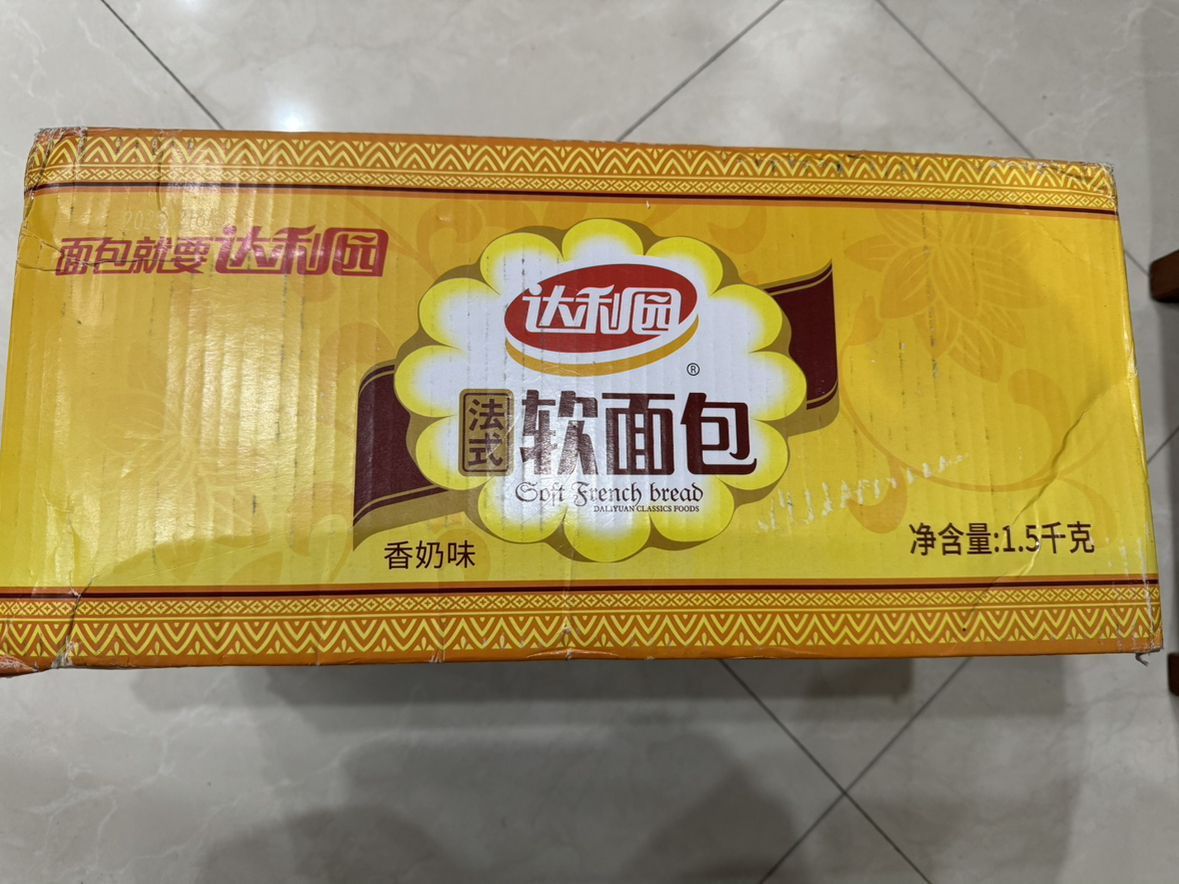 面包就要达利园
达利园
®
法式
软面包
Soft French bread
DALIYUAN CLASSICS FOODS
香奶味
净含量:1.5千克